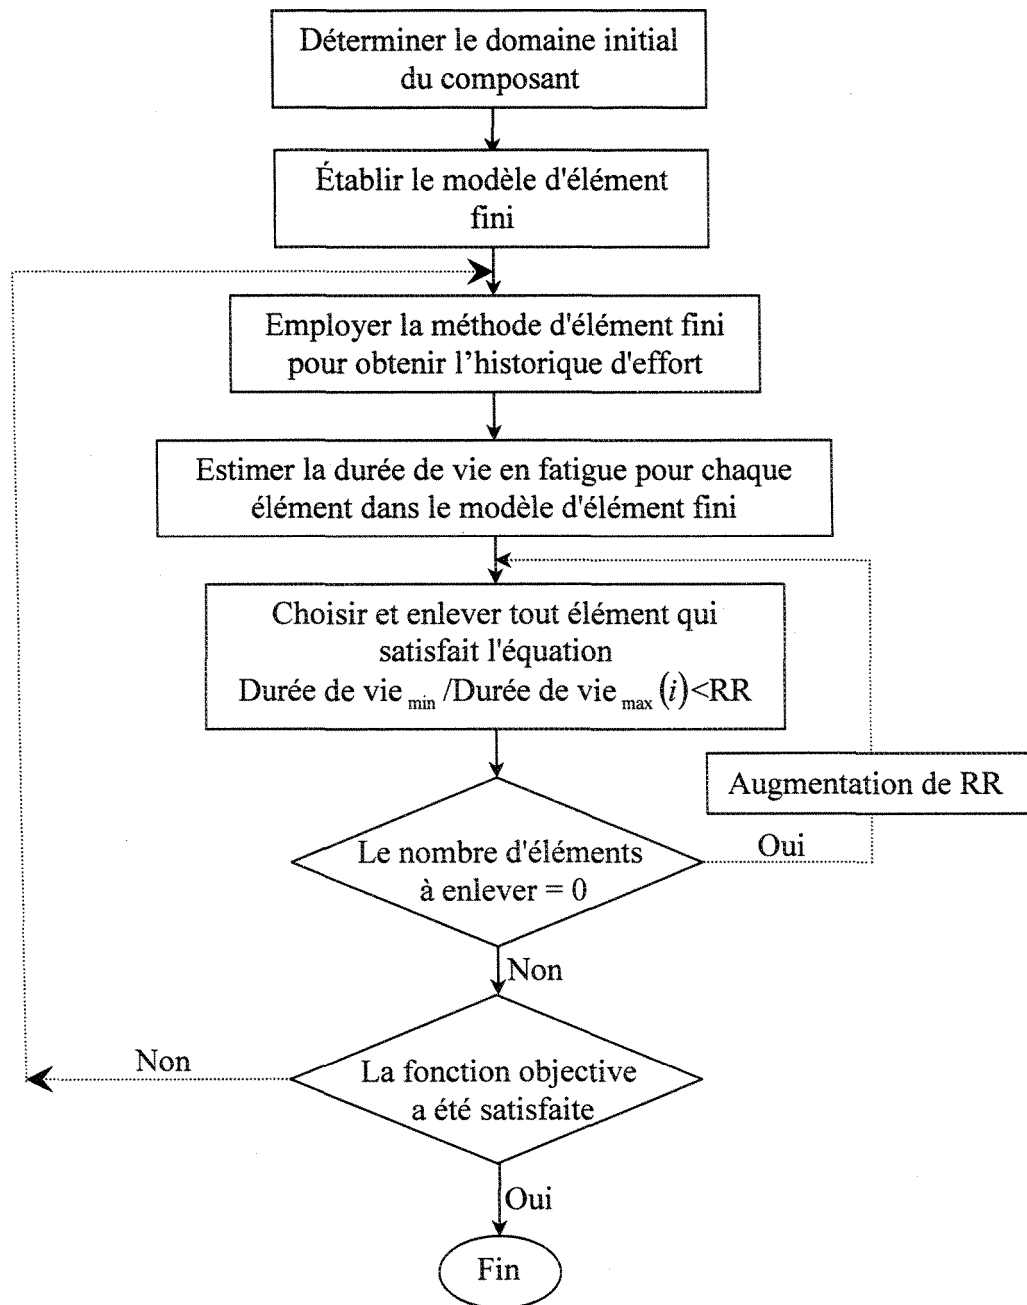 Déterminer le domaine initial
du composant
Établir le modèle d'élément
fini
Employer la méthode d'élément fini
pour obtenir l’historique d'effort
Estimer la durée de vie en fatigue pour chaque
élément dans le modèle d'élément fini
Choisir et enlever tout élément qui
satisfait l'équation
Durée de vie min /Durée de vie max (i)<RR
Augmentation de RR
Le nombre d'éléments
à enlever = 0
Oui
Non
La fonction objective
a été satisfaite
Non
Oui
Fin